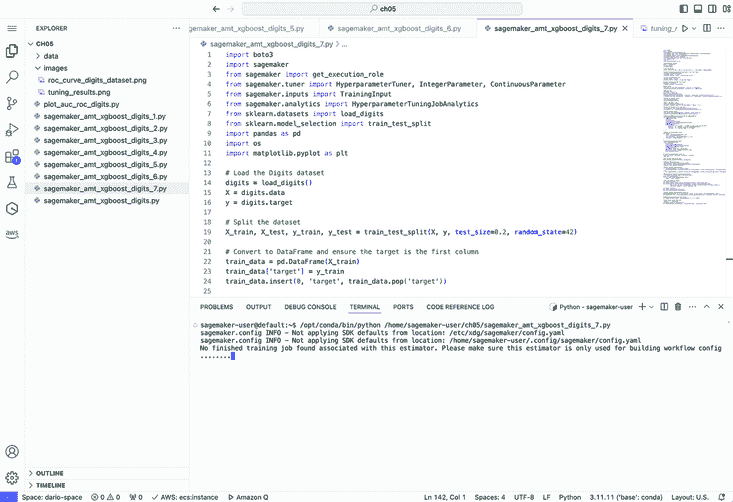 ch05
EXPLORER
CH05
data
images
roc_curve_digits_dataset.png
tuning_results.png
plot_auc_roc_digits.py
sagemaker_amt_xgboost_digits_1.py
sagemaker_amt_xgboost_digits_2.py
sagemaker_amt_xgboost_digits_3.py
sagemaker_amt_xgboost_digits_4.py
sagemaker_amt_xgboost_digits_5.py
sagemaker_amt_xgboost_digits_6.py
sagemaker_amt_xgboost_digits_7.py
sagemaker_amt_xgboost_digits.py
aws
OUTLINE
TIMELINE
agemaker_amt_xgboost_digits_5.py sagemaker_amt_xgboost_digits_6.py sagemaker_amt_xgboost_digits_7.py tuning_r
sagemaker_amt_xgboost_digits_7.py > ...
1 import boto3
2 import sagemaker
3 from sagemaker import get_execution_role
4 from sagemaker.tuner import HyperparameterTuner, IntegerParameter, ContinuousParameter
5 from sagemaker.inputs import TrainingInput
6 from sagemaker.analytics import HyperparameterTuningJobAnalytics
7 from sklearn.datasets import load_digits
8 from sklearn.model_selection import train_test_split
9 import pandas as pd
10 import os
11 import matplotlib.pyplot as plt
12
13 # Load the Digits dataset
14 digits = load_digits()
15 X = digits.data
16 y = digits.target
17
18 # Split the dataset
19 X_train, X_test, y_train, y_test = train_test_split(X, y, test_size=0.2, random_state=42)
20
21 # Convert to DataFrame and ensure the target is the first column
22 train_data = pd.DataFrame(X_train)
23 train_data['target'] = y_train
24 train_data.insert(0, 'target', train_data.pop('target'))
25
PROBLEMS OUTPUT DEBUG CONSOLE TERMINAL PORTS CODE REFERENCE LOG Python - sagemaker-user
sagemaker-user@default:~$ /opt/conda/bin/python /home/sagemaker-user/ch05/sagemaker_amt_xgboost_digits_7.py
sagemaker.config INFO - Not applying SDK defaults from location: /etc/xdg/sagemaker/config.yaml
sagemaker.config INFO - Not applying SDK defaults from location: /home/sagemaker-user/.config/sagemaker/config.yaml
No finished training job found associated with this estimator. Please make sure this estimator is only used for building workflow config
........
Space: dario-space 0 0 0 AWS: ecs:instance Amazon Q Ln 142, Col 1 Spaces: 4 UTF-8 LF Python 3.11.11 ('base': conda) Layout: U.S.